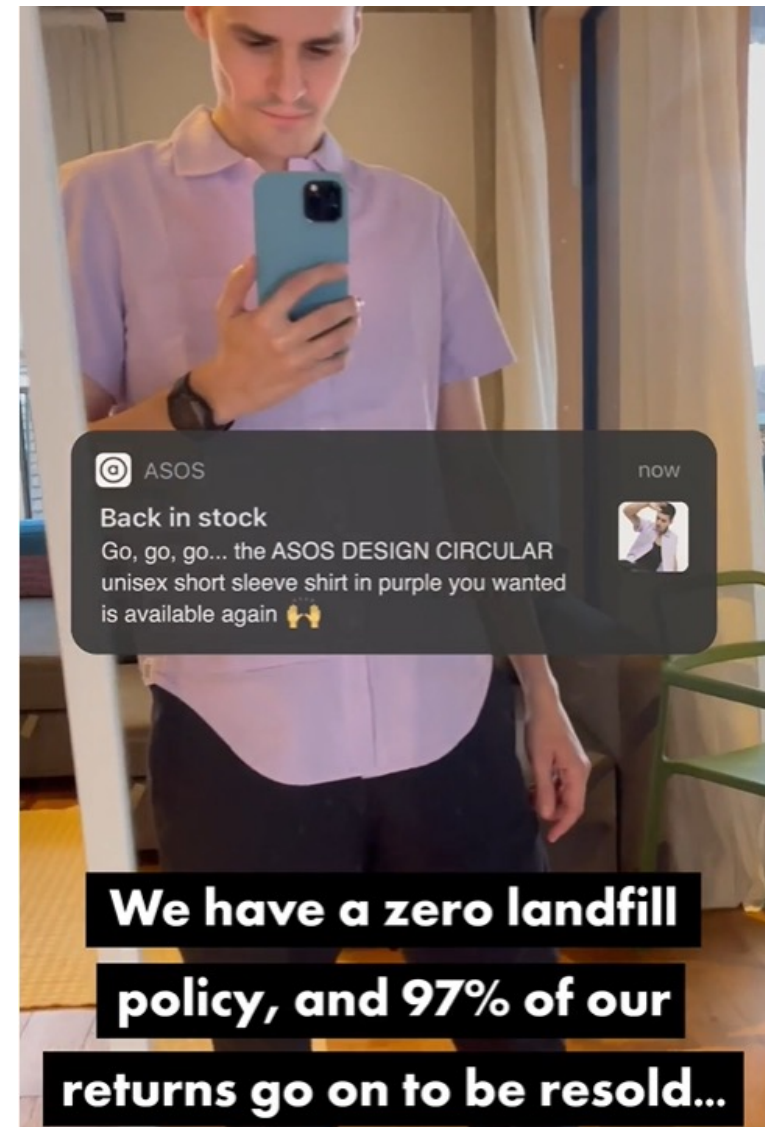 ASOS
now
Back in stock
Go, go, go... the ASOS DESIGN CIRCULAR
unisex short sleeve shirt in purple you wanted
is available again 🙌
We have a zero landfill
policy, and 97% of our
returns go on to be resold...